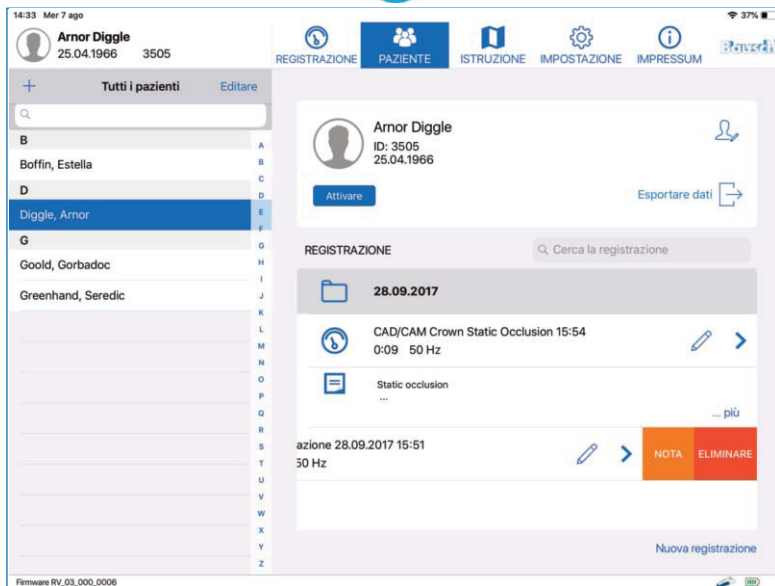 14:33 Mer 7 ago
37%
Arnor Diggle
25.04.1966 3505
REGISTRAZIONE
PAZIENTE
ISTRUZIONE
IMPOSTAZIONE
IMPRESSUM
Bausch
+ Tutti i pazienti Editare
B
Boffin, Estella
D
Diggle, Arnor
G
Goold, Gorbadoc
Greenhand, Seredic
A
B
C
D
E
F
G
H
I
J
K
L
M
N
O
P
Q
R
S
T
U
V
W
X
Y
Z
Arnor Diggle
ID: 3505
25.04.1966
Attivare
Esportare dati
REGISTRAZIONE
Cerca la registrazione
28.09.2017
CAD/CAM Crown Static Occlusion 15:54
0:09 50 Hz
Static occlusion
...
... più
azione 28.09.2017 15:51
50 Hz
NOTA
ELIMINARE
Nuova registrazione
Firmware RV_03_000_0006